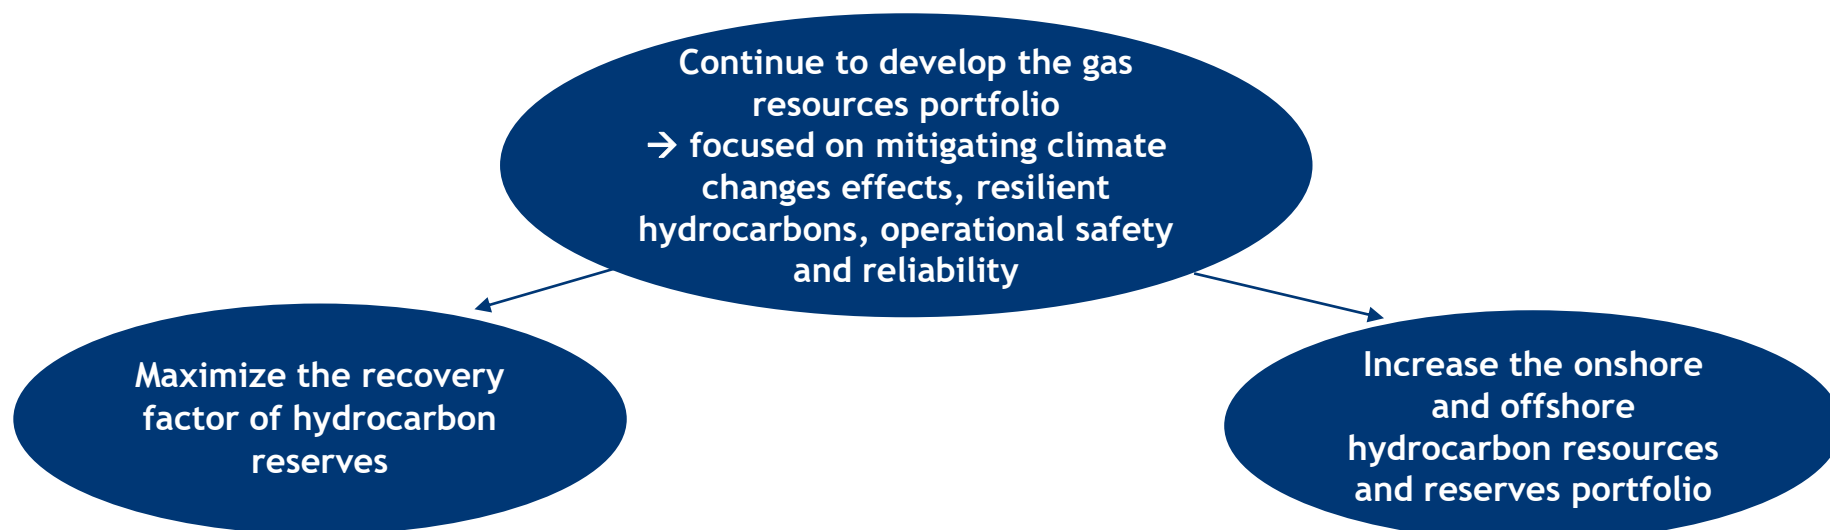 Continue to develop the gas
resources portfolio
→ focused on mitigating climate
changes effects, resilient
hydrocarbons, operational safety
and reliability
Maximize the recovery
factor of hydrocarbon
reserves
Increase the onshore
and offshore
hydrocarbon resources
and reserves portfolio